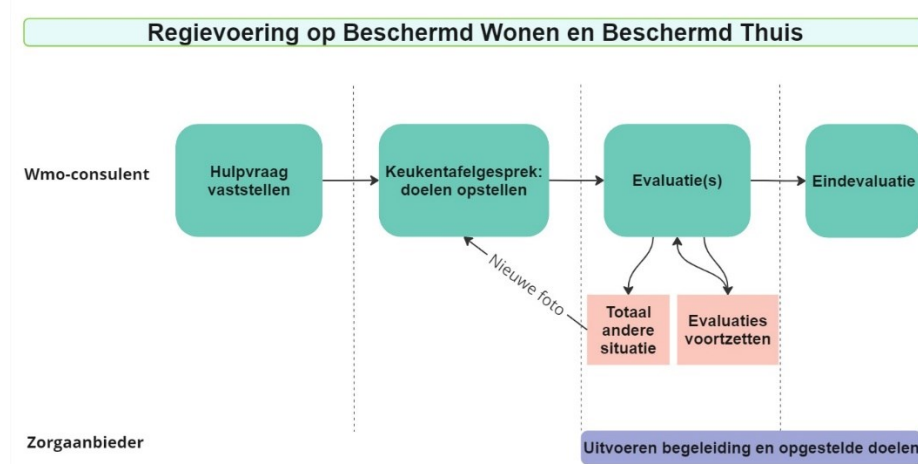 Regievoering op Beschermd Wonen en Beschermd Thuis
Wmo-consulent
Hulpvraag
vaststellen
Keukentafelgesprek:
doelen opstellen
Evaluatie(s)
Eindevaluatie
Nieuwe foto
Totaal
andere
situatie
Evaluaties
voortzetten
Zorgaanbieder
Uitvoeren begeleiding en opgestelde doelen